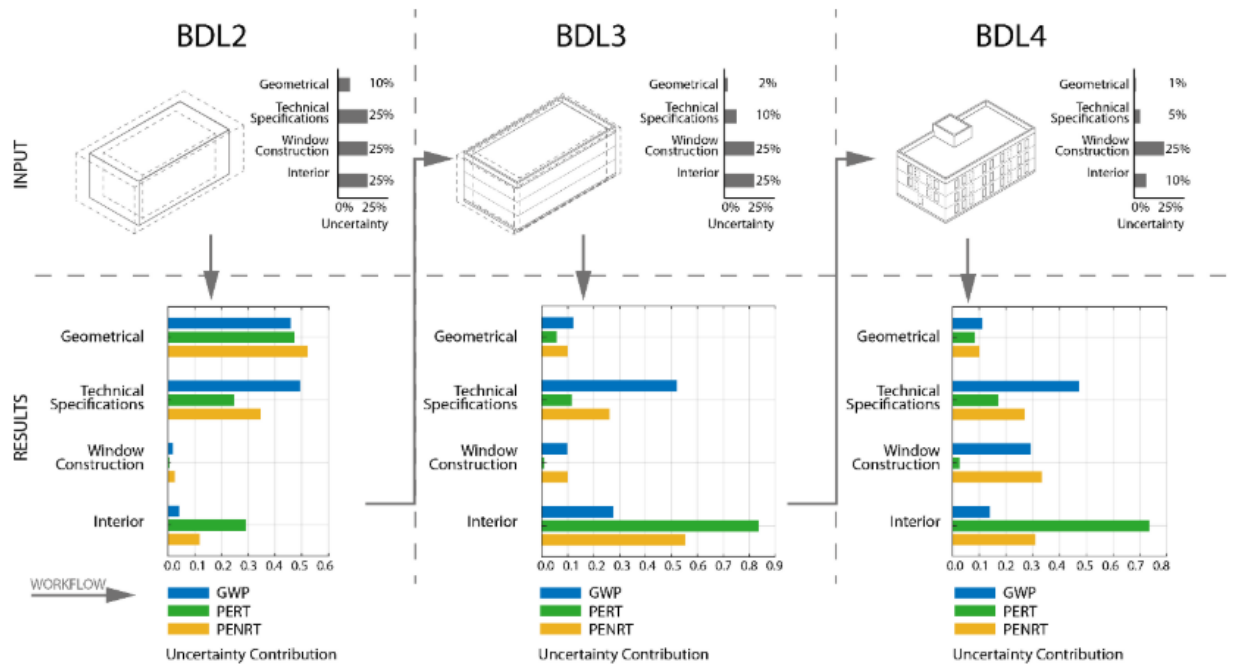 BDL2
BDL3
BDL4
INPUT
Geometrical 10%
Technical
Specifications 25%
Window
Construction 25%
Interior 25%
0% 25%
Uncertainty
Geometrical 2%
Technical
Specifications 10%
Window
Construction 25%
Interior 25%
0% 25%
Uncertainty
Geometrical 1%
Technical
Specifications 5%
Window
Construction 25%
Interior 10%
0% 25%
Uncertainty
RESULTS
Geometrical
Technical
Specifications
Window
Construction
Interior
0.0 0.1 0.2 0.3 0.4 0.5 0.6
GWP
PERT
PENRT
Uncertainty Contribution
Geometrical
Technical
Specifications
Window
Construction
Interior
0.0 0.1 0.2 0.3 0.4 0.5 0.6 0.7 0.8 0.9
GWP
PERT
PENRT
Uncertainty Contribution
Geometrical
Technical
Specifications
Window
Construction
Interior
0.0 0.1 0.2 0.3 0.4 0.5 0.6 0.7 0.8
GWP
PERT
PENRT
Uncertainty Contribution
WORKFLOW